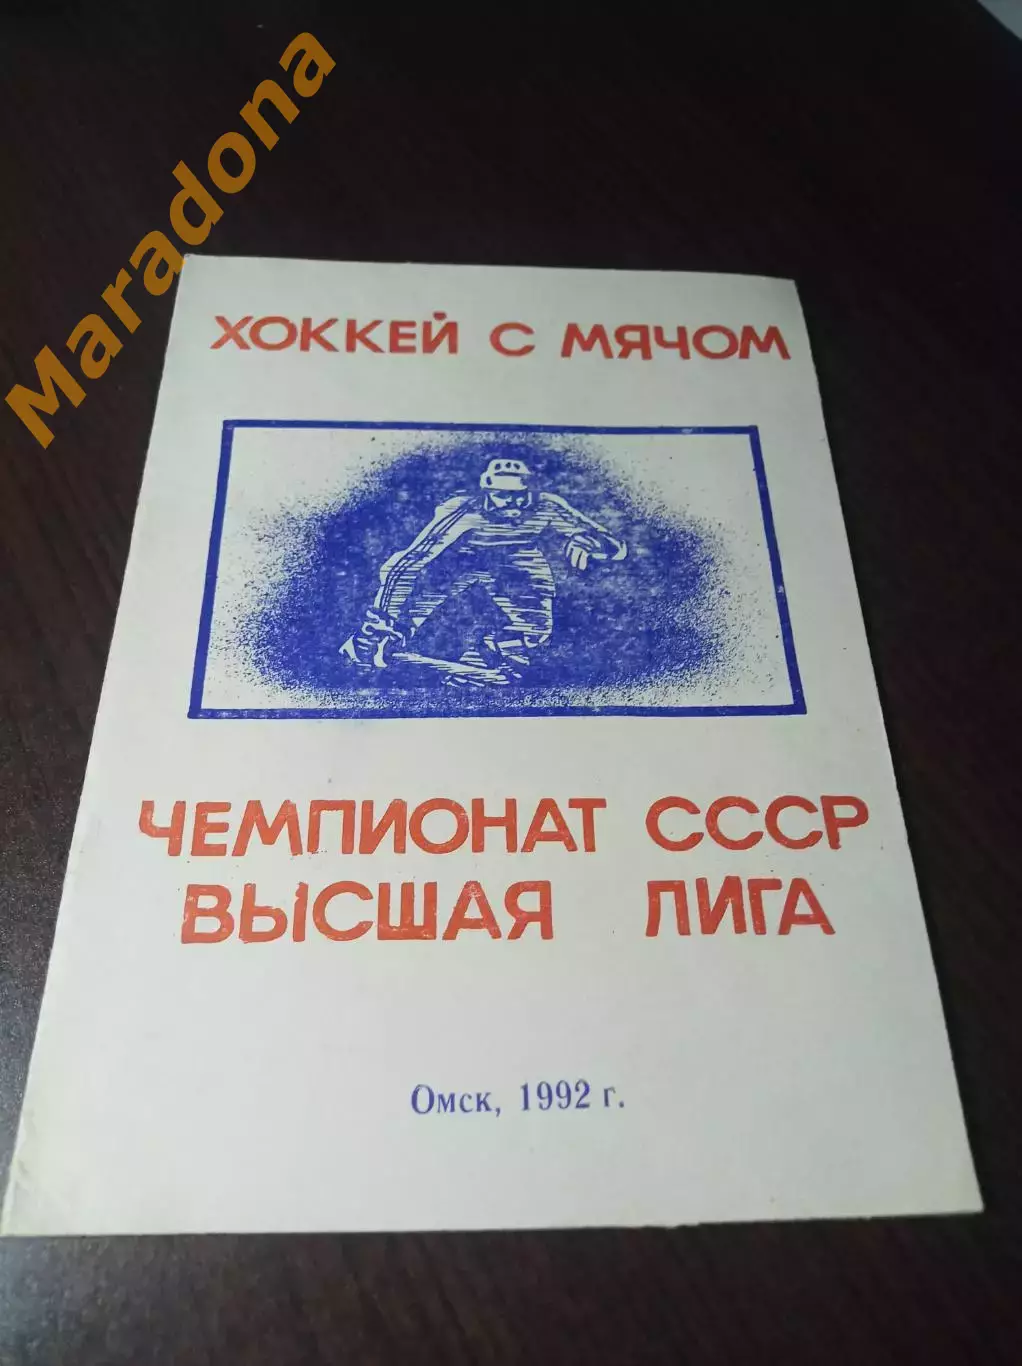 Maradona
ХОККЕЙ С МЯЧОМ
ЧЕМПИОНАТ СССР
ВЫСШАЯ ЛИГА
Омск, 1992 г.